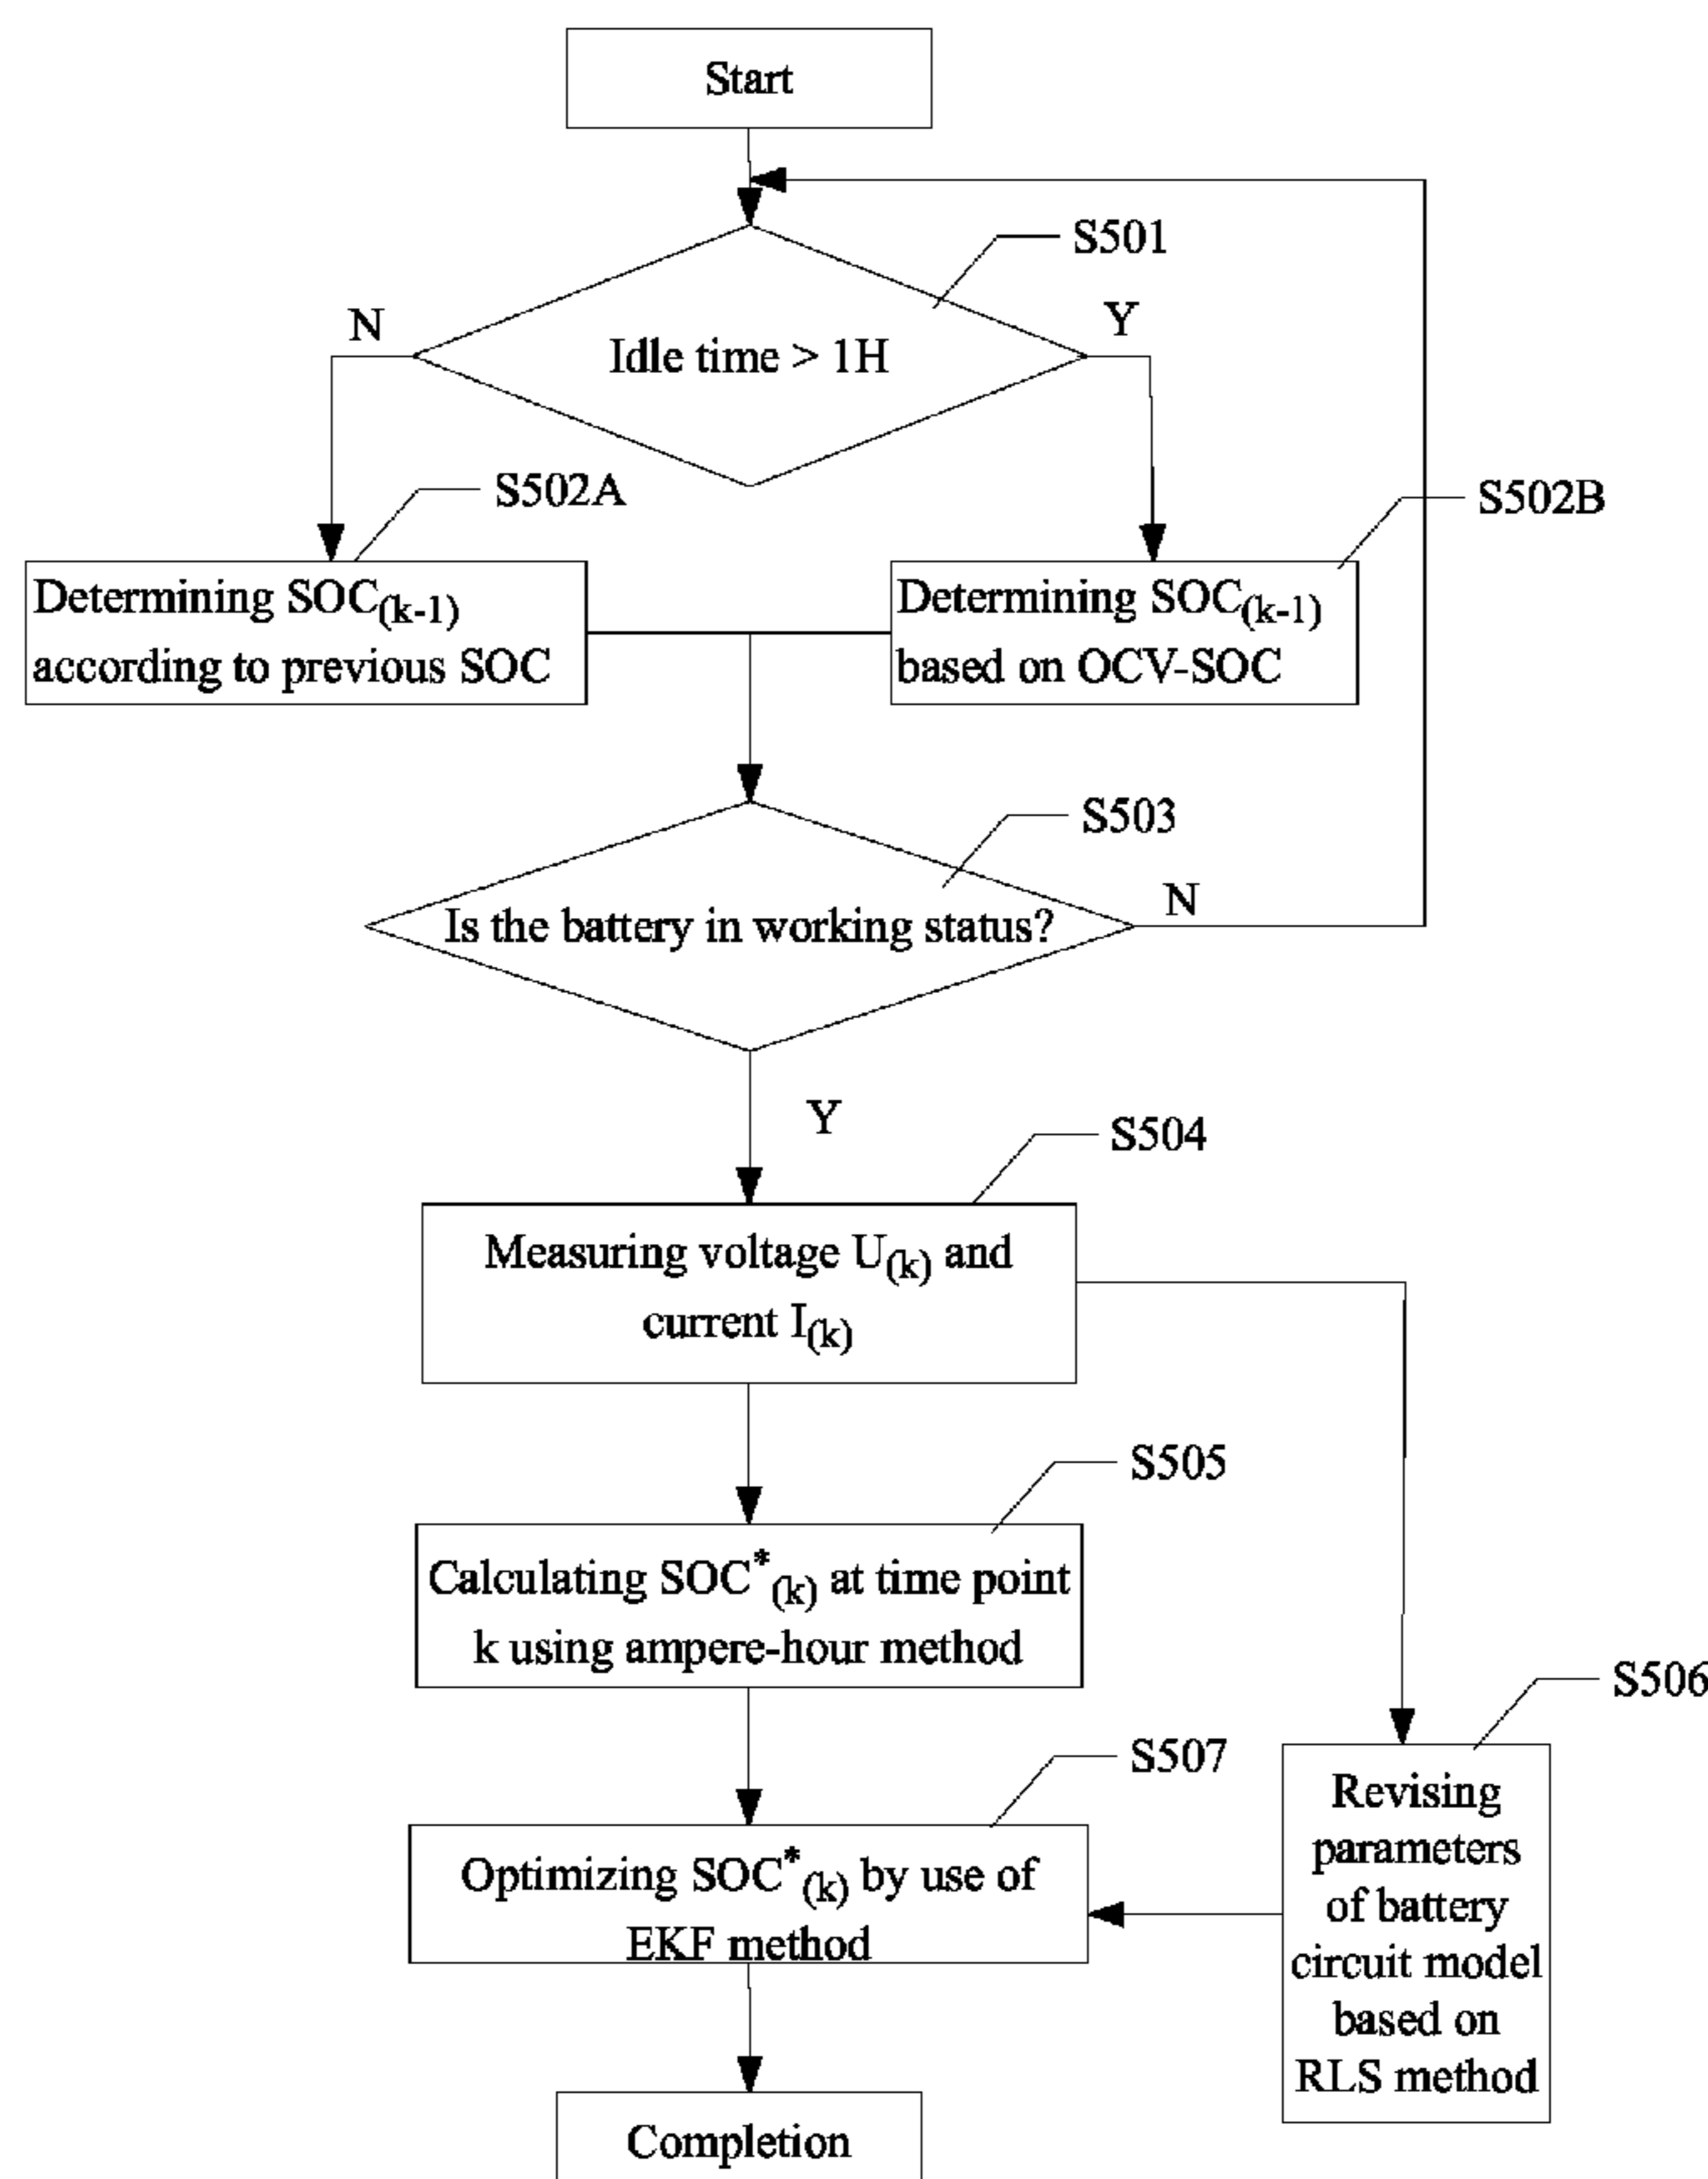 Start
S501
N
Y
Idle time > 1H
S502A
S502B
Determining SOC(k-1)
according to previous SOC
Determining SOC(k-1)
based on OCV-SOC
S503
Is the battery in working status?
N
Y
S504
Measuring voltage U(k) and
current I(k)
S505
Calculating SOC*(k) at time point
k using ampere-hour method
S506
S507
Optimizing SOC*(k) by use of
EKF method
Revising
parameters
of battery
circuit model
based on
RLS method
Completion